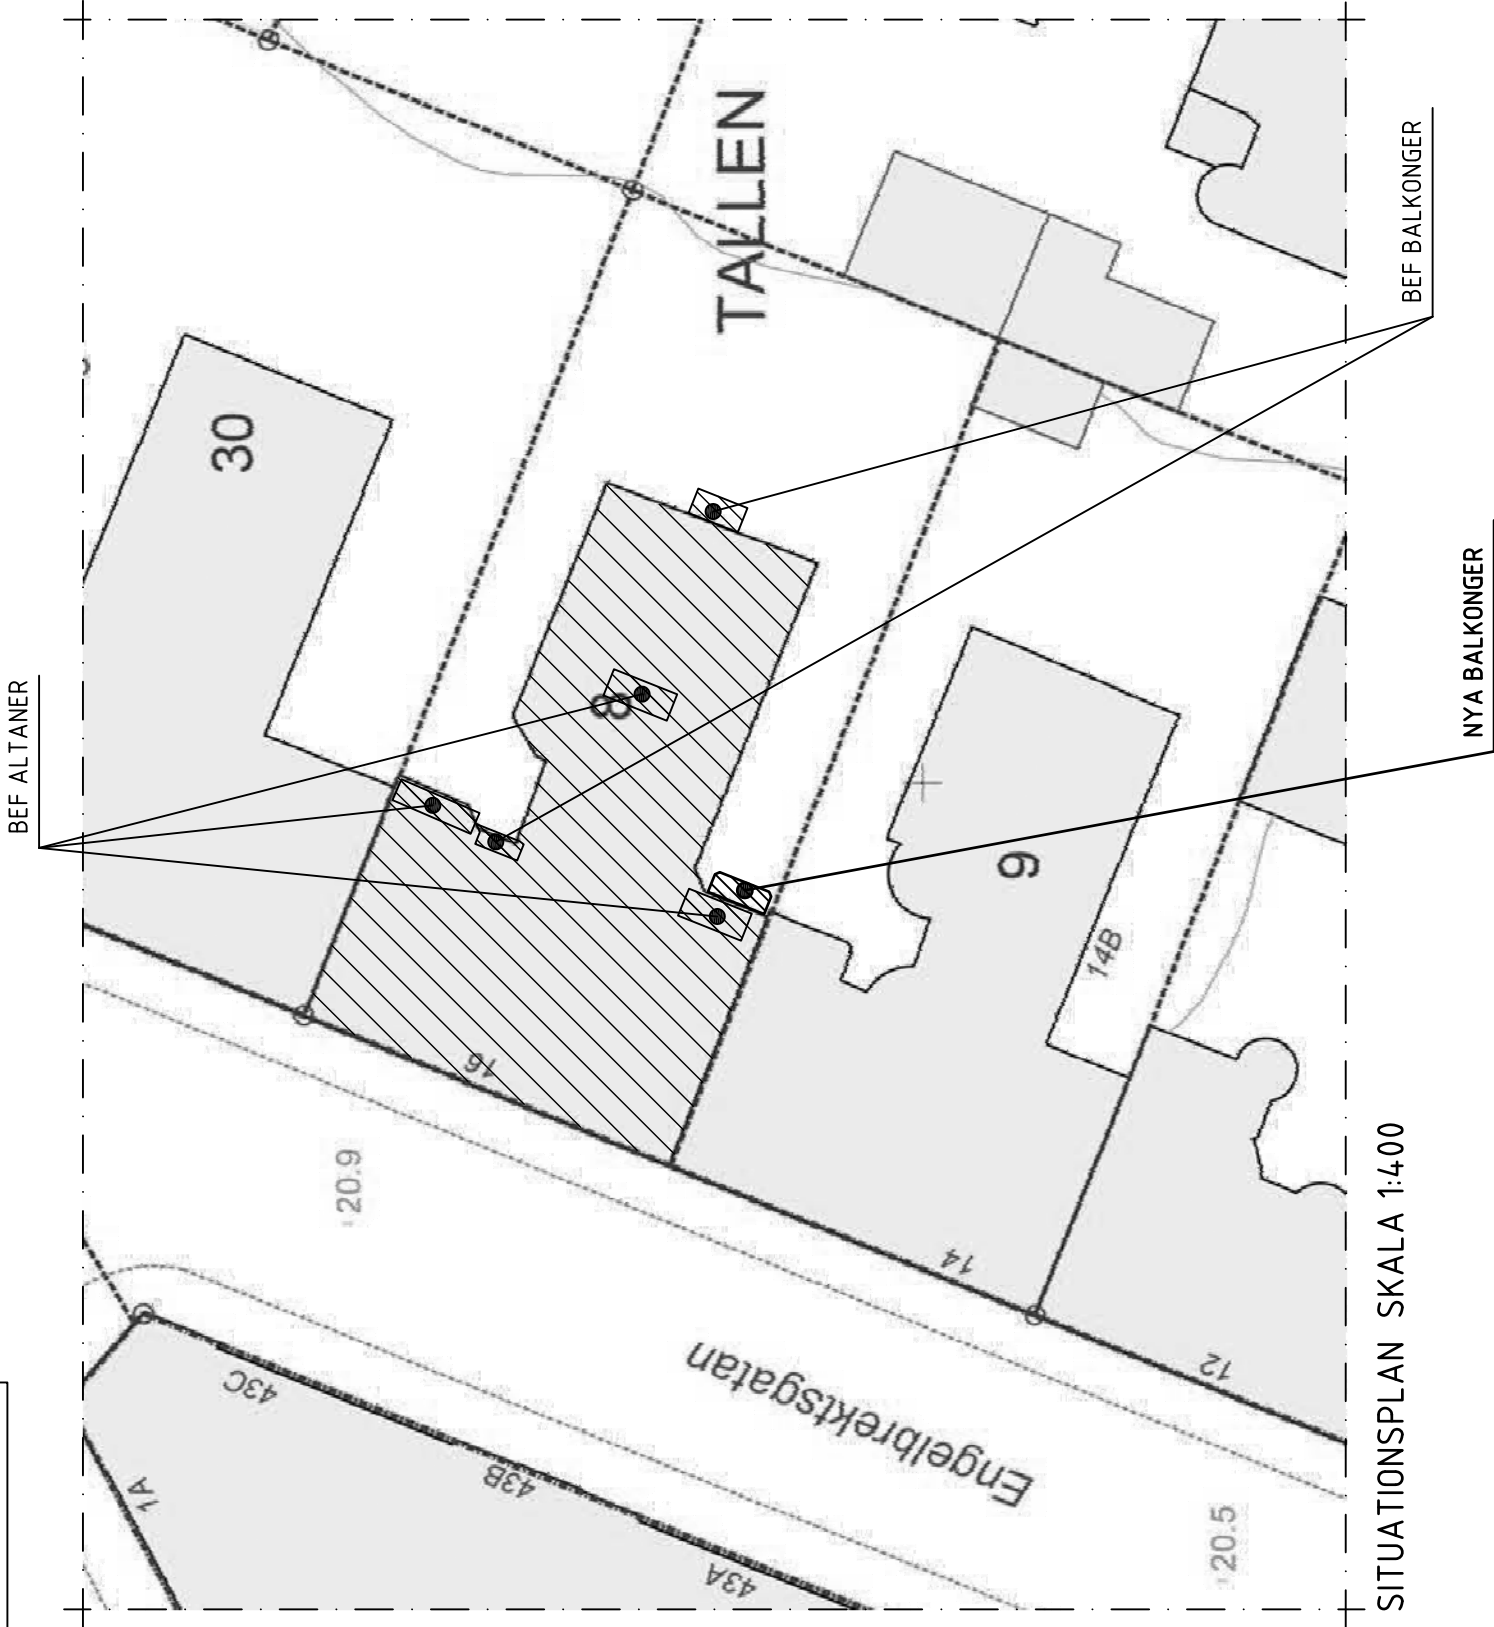 BEF ALTANER
30
TALLEN
BEF BALKONGER
8
NYA BALKONGER
9
14B
16
20.9
14
12
Engelbrektsgatan
43C
43B
43A
1A
20.5
SITUATIONSPLAN SKALA 1:400